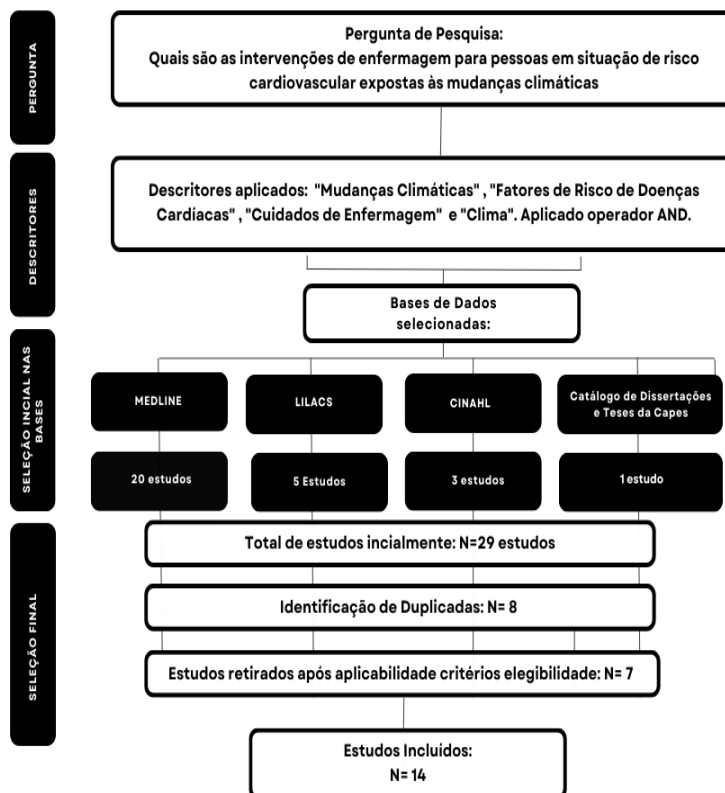 PERGUNTA
Pergunta de Pesquisa:
Quais são as intervenções de enfermagem para pessoas em situação de risco
cardiovascular expostas às mudanças climáticas
DESCRITORES
Descritores aplicados: "Mudanças Climáticas" , "Fatores de Risco de Doenças
Cardíacas" , "Cuidados de Enfermagem" e "Clima". Aplicado operador AND.
SELEÇÃO INCIAL NAS
BASES
Bases de Dados
selecionadas:
MEDLINE
LILACS
CINAHL
Catálogo de Dissertações
e Teses da Capes
20 estudos
5 Estudos
3 estudos
1 estudo
SELEÇÃO FINAL
Total de estudos incialmente: N=29 estudos
Identificação de Duplicadas: N= 8
Estudos retirados após aplicabilidade critérios elegibilidade: N= 7
Estudos Incluídos:
N= 14